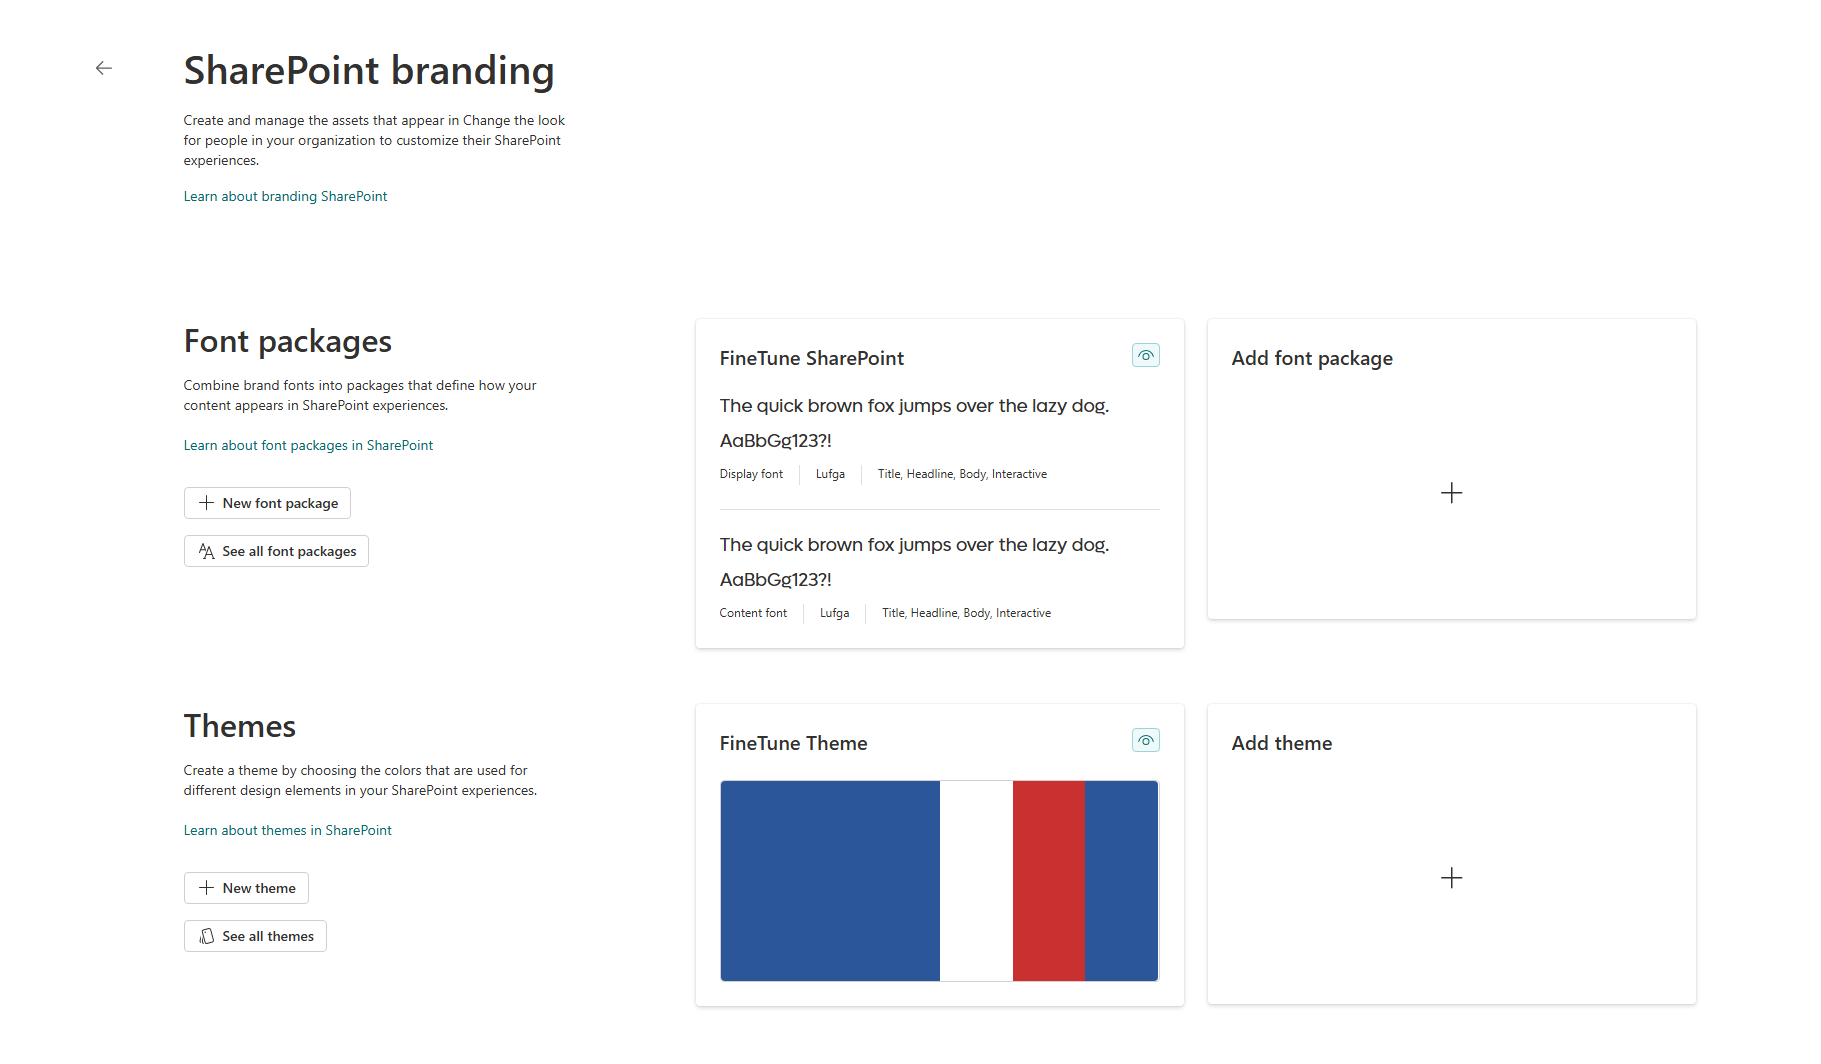 SharePoint branding
Create and manage the assets that appear in Change the look
for people in your organization to customize their SharePoint
experiences.
Learn about branding SharePoint
Font packages
Combine brand fonts into packages that define how your
content appears in SharePoint experiences.
Learn about font packages in SharePoint
New font package
See all font packages
FineTune SharePoint
The quick brown fox jumps over the lazy dog.
AaBbGg123?!
Display font Lufga Title, Headline, Body, Interactive
The quick brown fox jumps over the lazy dog.
AaBbGg123?!
Content font Lufga Title, Headline, Body, Interactive
Add font package
Themes
Create a theme by choosing the colors that are used for
different design elements in your SharePoint experiences.
Learn about themes in SharePoint
New theme
See all themes
FineTune Theme
Add theme